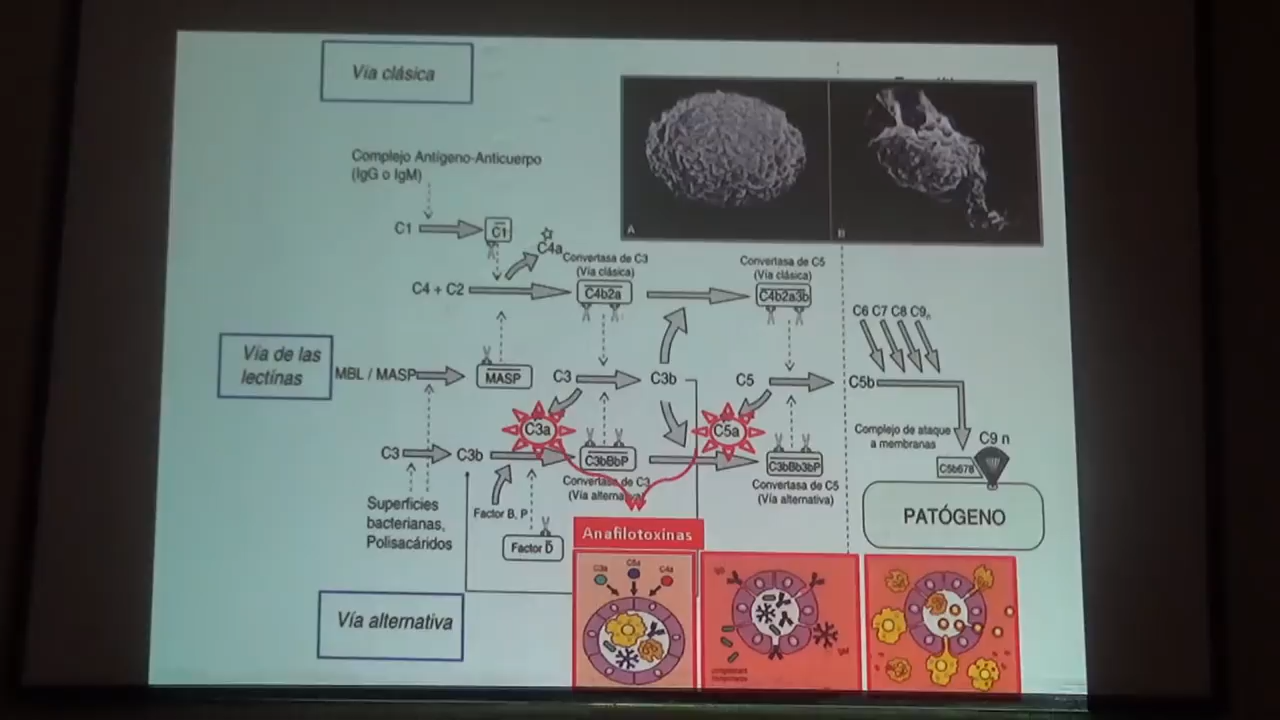 Vía clásica
Complejo Antígeno-Anticuerpo
(IgG o IgM)
A
B
C1
C1
C4a
Convertasa de C3
(Vía clásica)
Convertasa de C5
(Vía clásica)
C4 + C2
C4b2a
C4b2a3b
C6 C7 C8 C9n
Vía de las
lectinas
MBL / MASP
MASP
C3
C3b
C5
C5b
C3a
C5a
Complejo de ataque
a membranas
C9 n
C3
C3b
C3bBbP
C3bBb3bP
C5b678
Convertasa de C3
(Vía alternativa)
Convertasa de C5
(Vía alternativa)
Superficies
bacterianas,
Polisacáridos
Factor B, P
Factor D
PATÓGENO
Anafilotoxinas
C3a
C5a
C4a
Vía alternativa